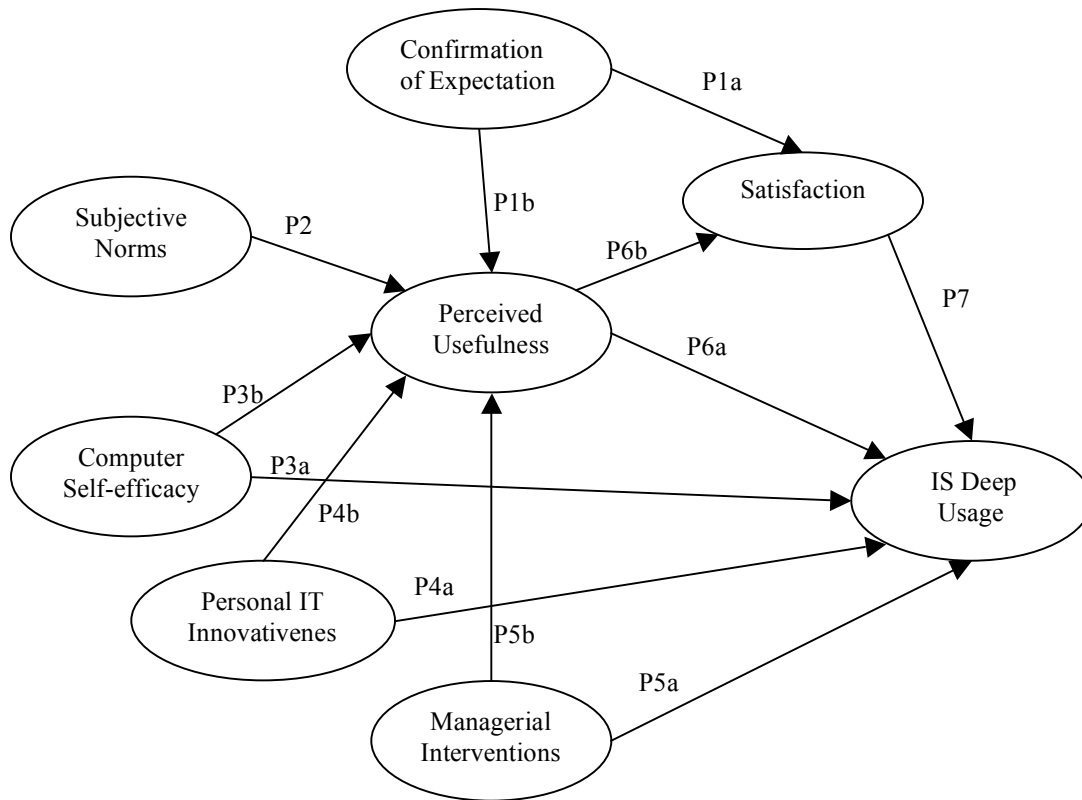 Confirmation
of Expectation
P1a
Satisfaction
P1b
Subjective
Norms
P2
P6b
P7
Perceived
Usefulness
P6a
P3b
Computer
Self-efficacy
P3a
IS Deep
Usage
P4b
P4a
Personal IT
Innovativenes
P5b
P5a
Managerial
Interventions